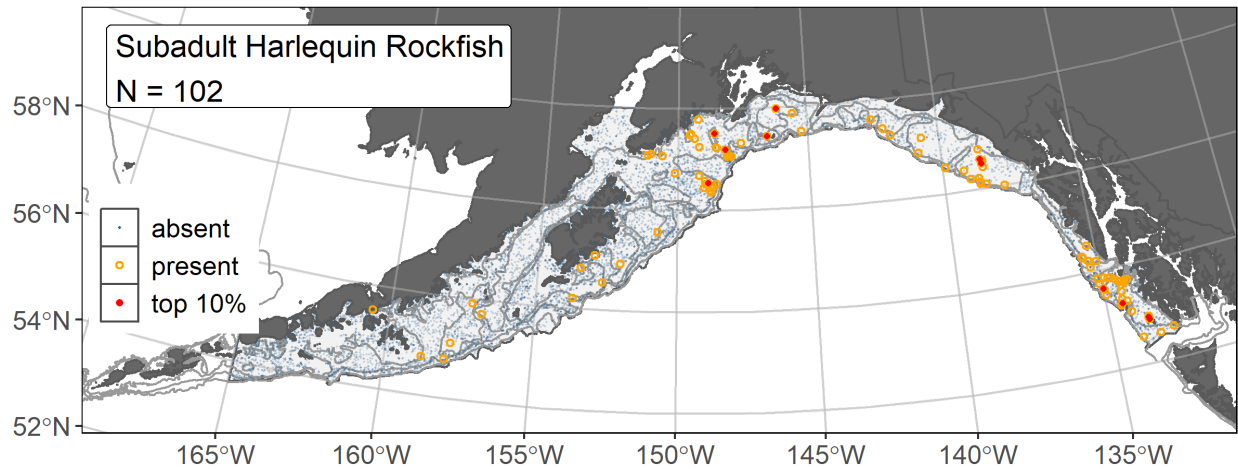 Subadult Harlequin Rockfish
N = 102
58°N
56°N
54°N
52°N
absent
present
top 10%
165°W
160°W
155°W
150°W
145°W
140°W
135°W